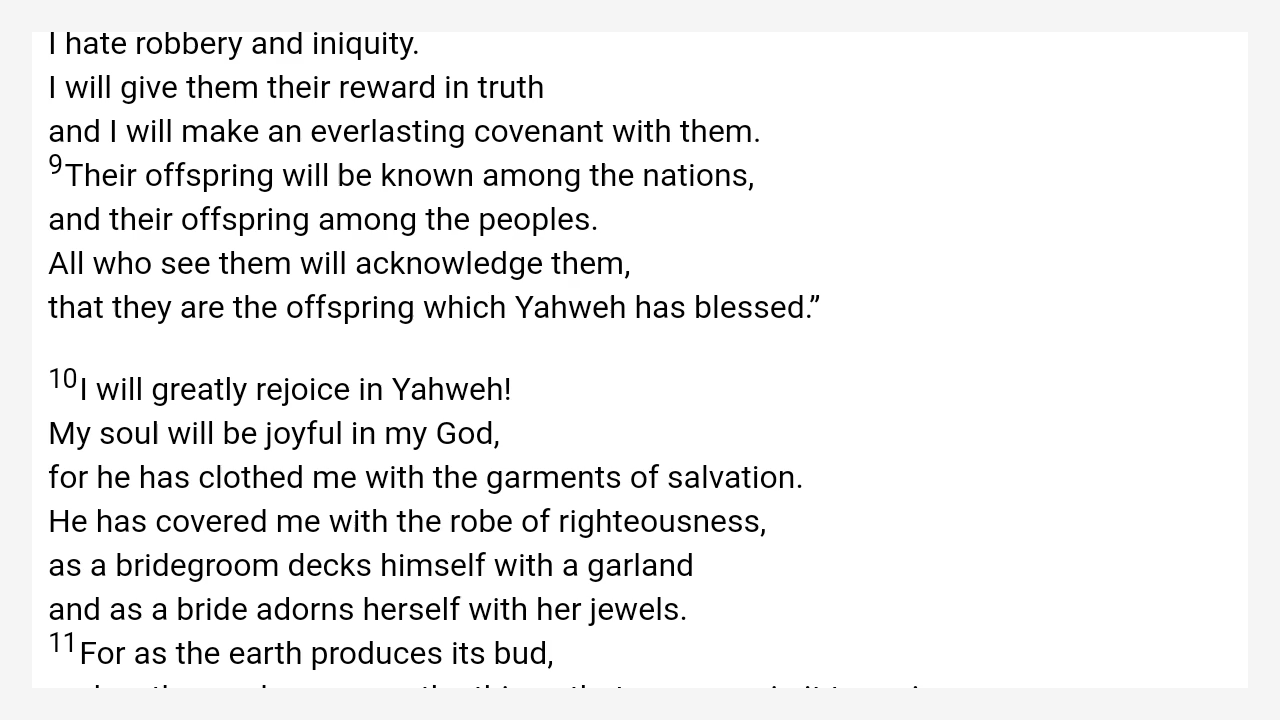 I hate robbery and iniquity.
I will give them their reward in truth
and I will make an everlasting covenant with them.
9Their offspring will be known among the nations,
and their offspring among the peoples.
All who see them will acknowledge them,
that they are the offspring which Yahweh has blessed.”
10I will greatly rejoice in Yahweh!
My soul will be joyful in my God,
for he has clothed me with the garments of salvation.
He has covered me with the robe of righteousness,
as a bridegroom decks himself with a garland
and as a bride adorns herself with her jewels.
11For as the earth produces its bud,